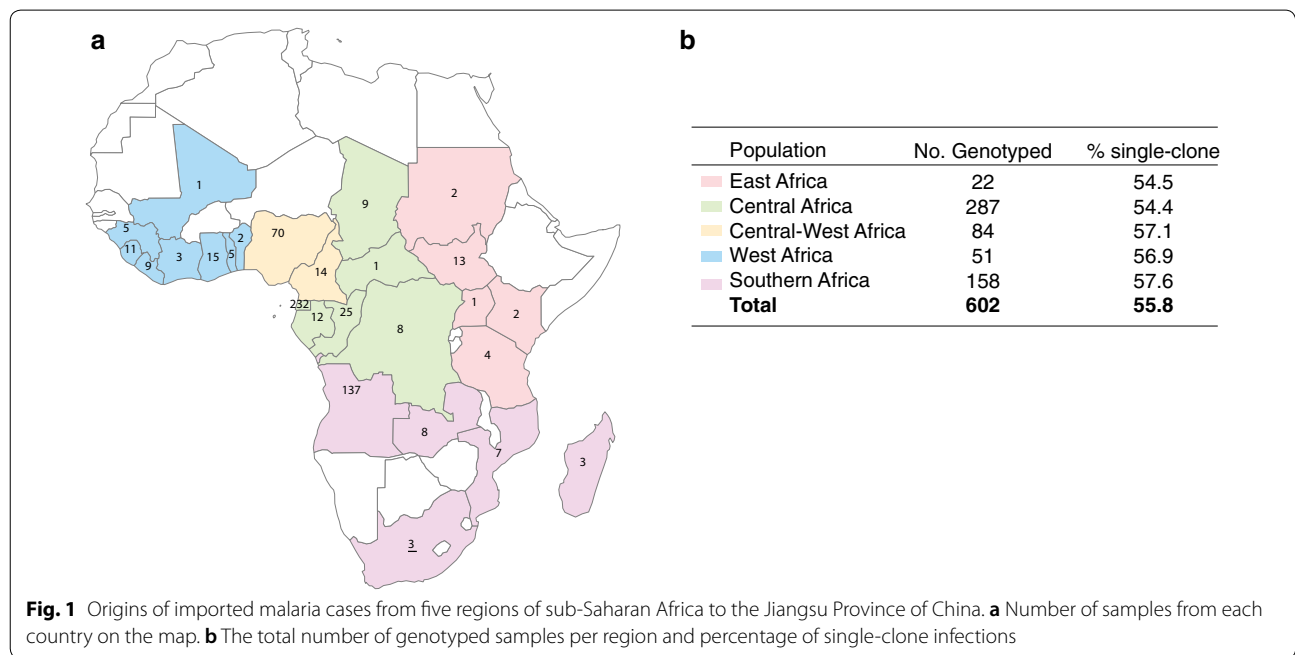 a
1
2
9
5
11
9
3
15
5
2
70
14
13
1
232
12
25
8
1
2
4
137
8
7
3
3
b
Population No. Genotyped % single-clone
East Africa 22 54.5
Central Africa 287 54.4
Central-West Africa 84 57.1
West Africa 51 56.9
Southern Africa 158 57.6
Total 602 55.8
Fig. 1 Origins of imported malaria cases from five regions of sub-Saharan Africa to the Jiangsu Province of China. a Number of samples from each
country on the map. b The total number of genotyped samples per region and percentage of single-clone infections